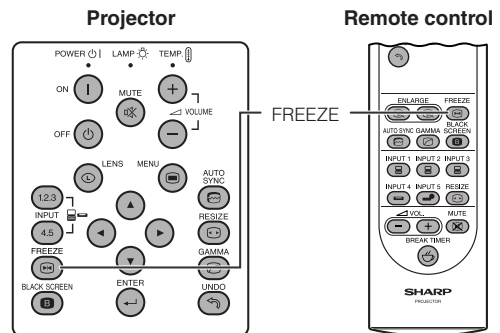 Projector
POWER LAMP TEMP.
ON
MUTE
VOLUME
OFF
LENS
MENU
AUTO
SYNC
1.2.3
INPUT
4.5
RESIZE
FREEZE
GAMMA
BLACK SCREEN
B
ENTER
UNDO
FREEZE
Remote control
ENLARGE FREEZE
BLACK
AUTO SYNC GAMMA SCREEN
B
INPUT 1 INPUT 2 INPUT 3
INPUT 4 INPUT 5 RESIZE
VOL. MUTE
BREAK TIMER
SHARP
PROJECTOR